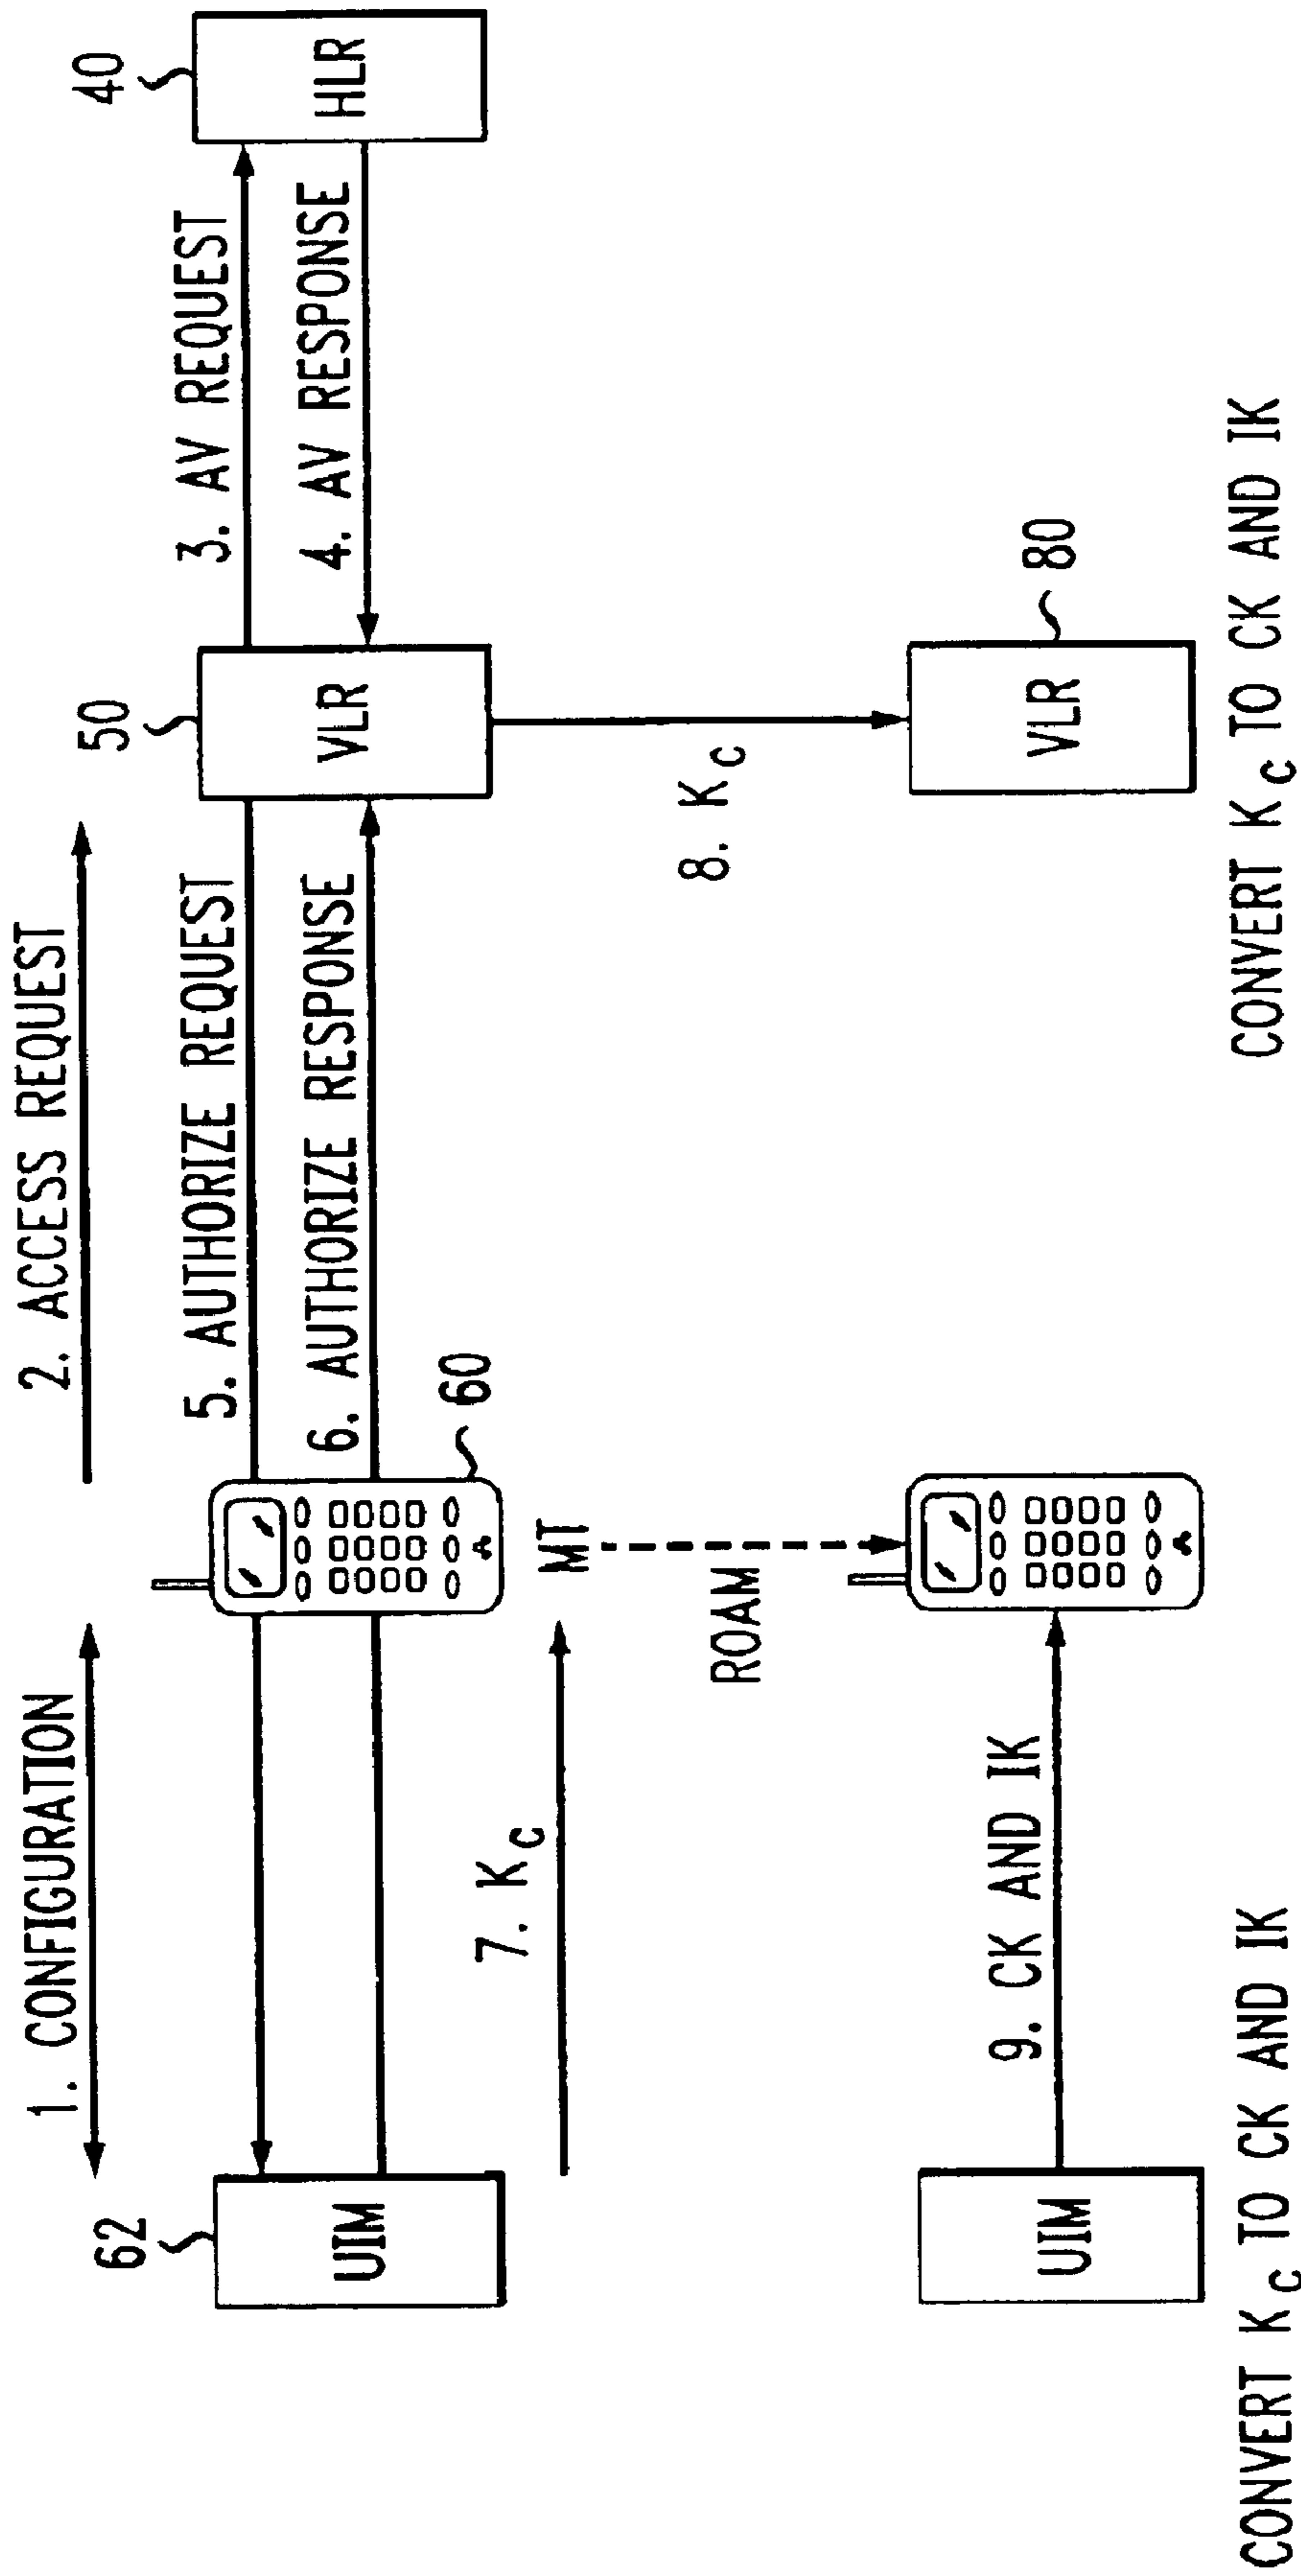 1. CONFIGURATION
2. ACCESS REQUEST
62
UIM
5. AUTHORIZE REQUEST
6. AUTHORIZE RESPONSE
60
MT
50
VLR
3. AV REQUEST
4. AV RESPONSE
40
HLR
7. Kc
ROAM
8. Kc
UIM
9. CK AND IK
VLR
80
CONVERT Kc TO CK AND IK
CONVERT Kc TO CK AND IK